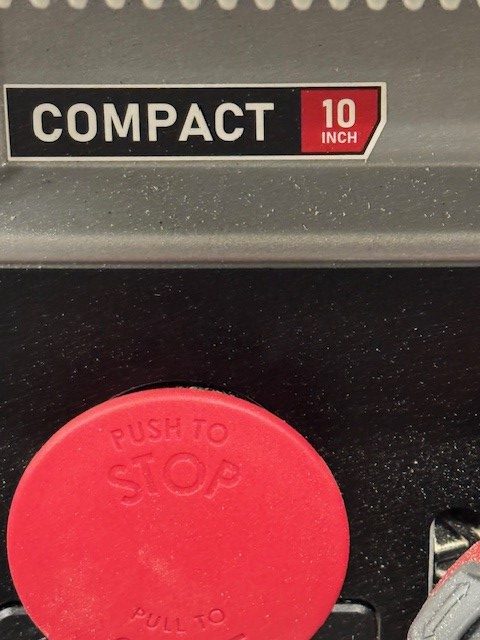 COMPACT
10
INCH
PUSH TO
STOP
PULL TO